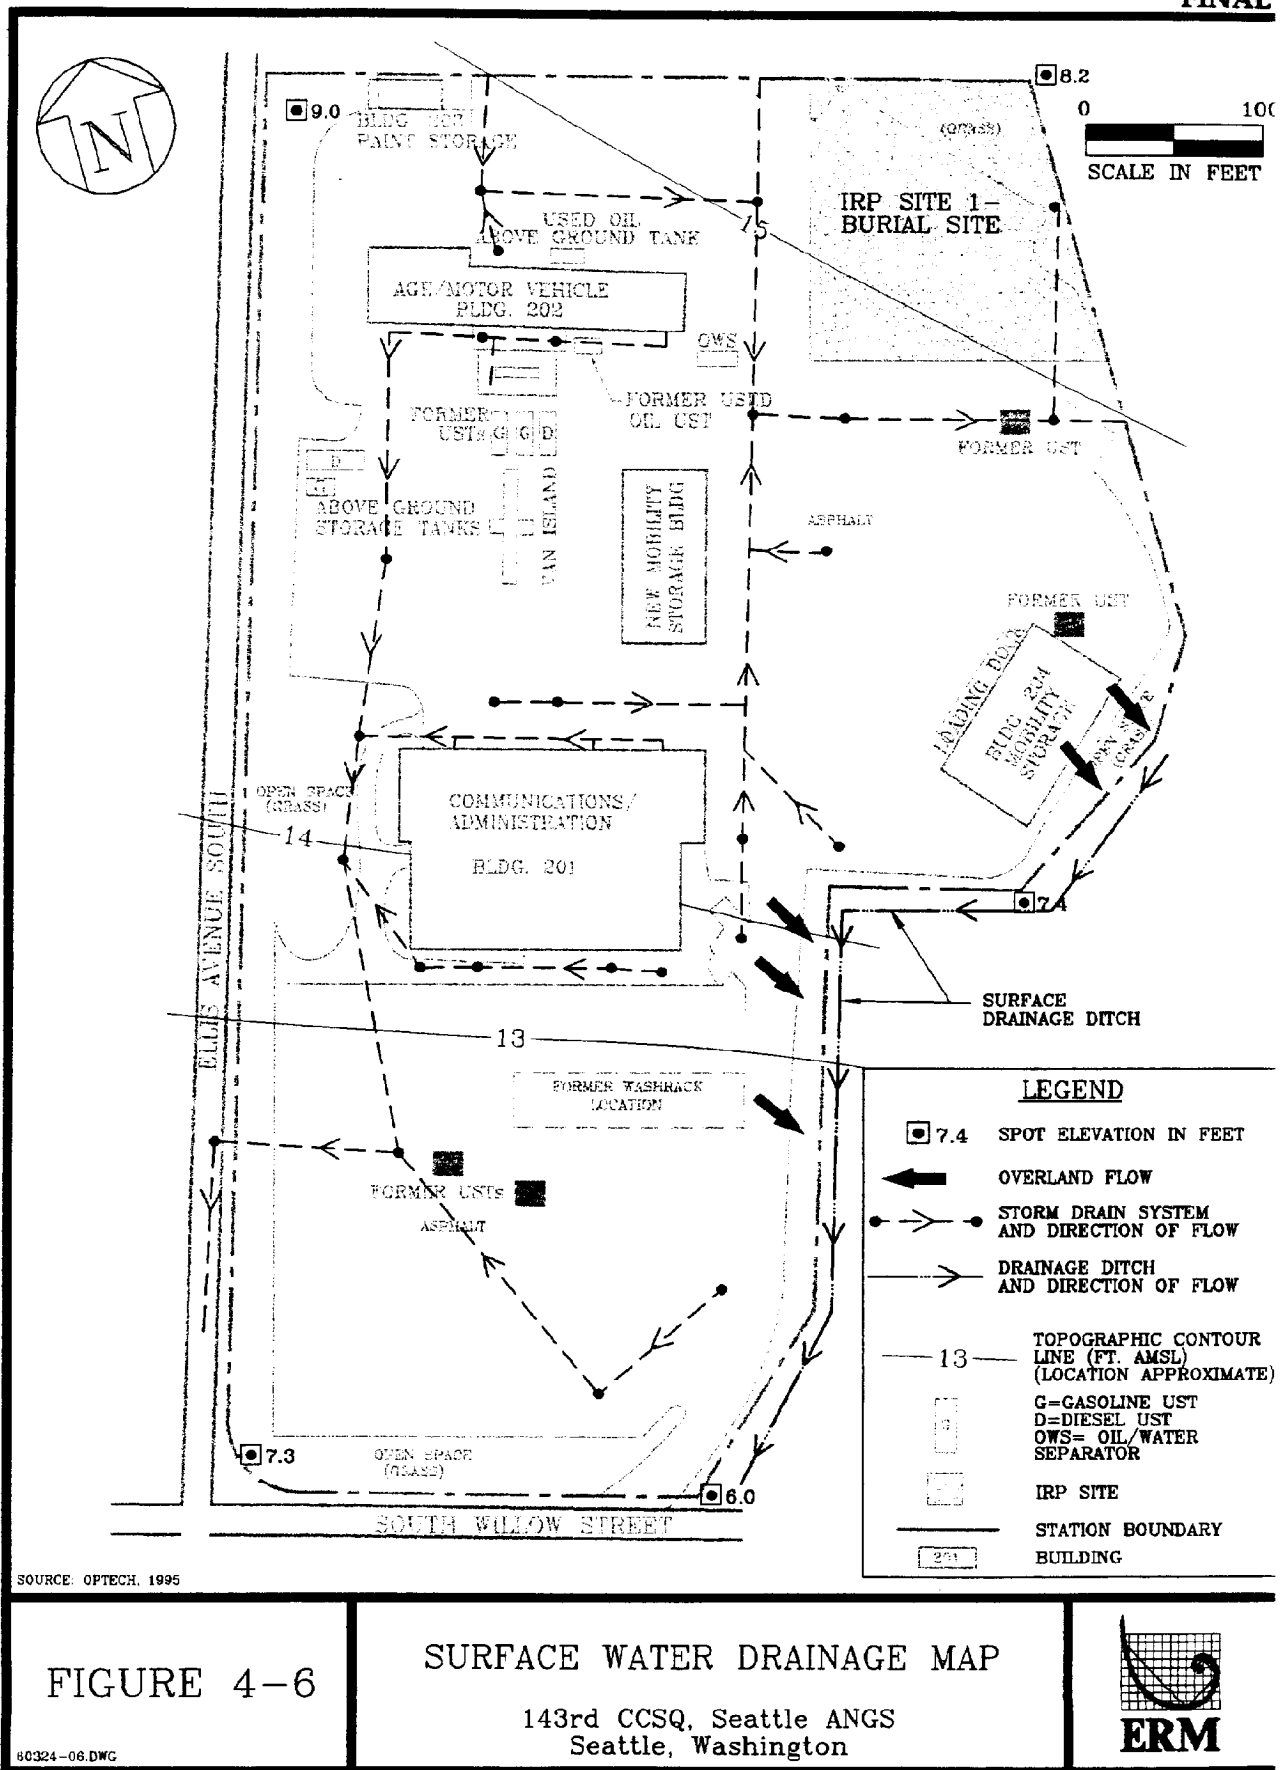 FINAL
N
9.0
8.2
0
SCALE IN FEET
BLDG
PAINT STORAGE
(GRASS)
IRP SITE 1-
BURIAL SITE
15
USED OIL
ABOVE GROUND TANK
AGE/MOTOR VEHICLE
BLDG. 202
OWS
FORMER USED
OIL UST
FORMER
USTs
G
G
D
D
G
ABOVE GROUND
STORAGE TANKS
VAN ISLAND
NEW MOBILITY
STORAGE BLDG
FORMER UST
ASPHALT
FORMER UST
LOADING DOCK
BLDG 234
MOBILITY
STORAGE
OPEN SPACE
(GRASS)
OPEN SPACE
(GRASS)
COMMUNICATIONS/
ADMINISTRATION
BLDG. 201
14
ELLIS AVENUE SOUTH
7.4
SURFACE
DRAINAGE DITCH
13
FORMER WASHRACK
LOCATION
FORMER USTs
ASPHALT
7.3
OPEN SPACE
(GRASS)
6.0
SOUTH WILLOW STREET
LEGEND
7.4 SPOT ELEVATION IN FEET
OVERLAND FLOW
STORM DRAIN SYSTEM
AND DIRECTION OF FLOW
DRAINAGE DITCH
AND DIRECTION OF FLOW
13
TOPOGRAPHIC CONTOUR
LINE (FT. AMSL)
(LOCATION APPROXIMATE)
G=GASOLINE UST
D=DIESEL UST
OWS= OIL/WATER
SEPARATOR
IRP SITE
STATION BOUNDARY
201 BUILDING
SOURCE: OPTECH, 1995
FIGURE 4-6
60324-06.DWG
SURFACE WATER DRAINAGE MAP
143rd CCSQ, Seattle ANGS
Seattle, Washington
ERM